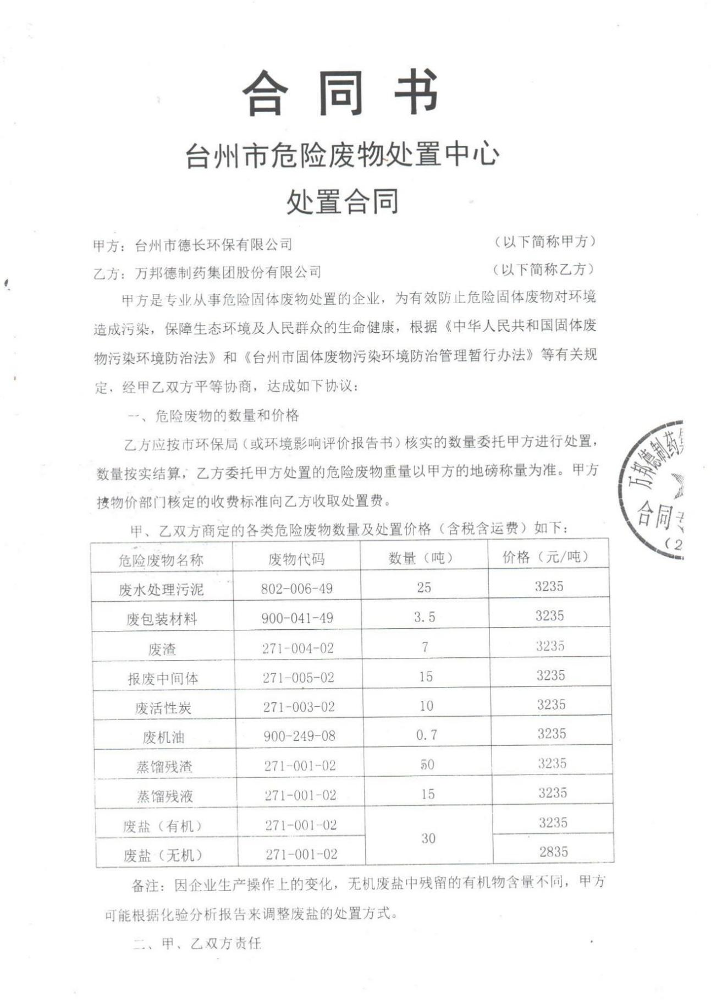 合同书
台州市危险废物处置中心
处置合同
甲方：台州市德长环保有限公司 （以下简称甲方）
乙方：万邦德制药集团股份有限公司 （以下简称乙方）
甲方是专业从事危险固体废物处置的企业，为有效防止危险固体废物对环境
造成污染，保障生态环境及人民群众的生命健康，根据《中华人民共和国固体废
物污染环境防治法》和《台州市固体废物污染环境防治管理暂行办法》等有关规
定，经甲乙双方平等协商，达成如下协议：
一、危险废物的数量和价格
乙方应按市环保局（或环境影响评价报告书）核实的数量委托甲方进行处置，
数量按实结算，乙方委托甲方处置的危险废物重量以甲方的地磅称量为准。甲方
按物价部门核定的收费标准向乙方收取处置费。
甲、乙双方商定的各类危险废物数量及处置价格（含税含运费）如下：
危险废物名称 废物代码 数量（吨） 价格（元/吨）
废水处理污泥 802-006-49 25 3235
废包装材料 900-041-49 3.5 3235
废渣 271-004-02 7 3235
报废中间体 271-005-02 15 3235
废活性炭 271-003-02 10 3235
废机油 900-249-08 0.7 3235
蒸馏残渣 271-001-02 50 3235
蒸馏残液 271-001-02 15 3235
废盐（有机） 271-001-02 30 3235
废盐（无机） 271-001-02 2835
备注：因企业生产操作上的变化，无机废盐中残留的有机物含量不同，甲方
可能根据化验分析报告来调整废盐的处置方式。
二、甲、乙双方责任
万邦德制药
合同
（2